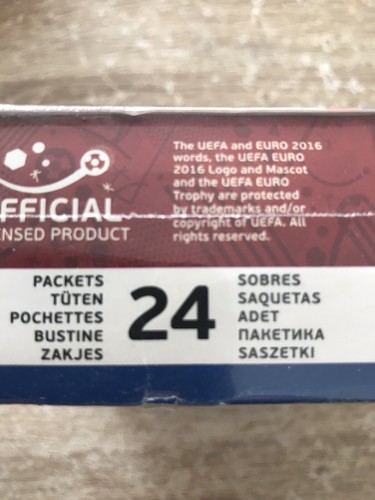 FFICIAL
ENSED PRODUCT
The UEFA and EURO 2016
words, the UEFA EURO
2016 Logo and Mascot
and the UEFA EURO
Trophy are protected
by trademarks and/or
copyright of UEFA. All
rights reserved.
PACKETS
TÜTEN
POCHETTES
BUSTINE
ZAKJES
24
SOBRES
SAQUETAS
ADET
ПАКЕТИКА
SASZETKI